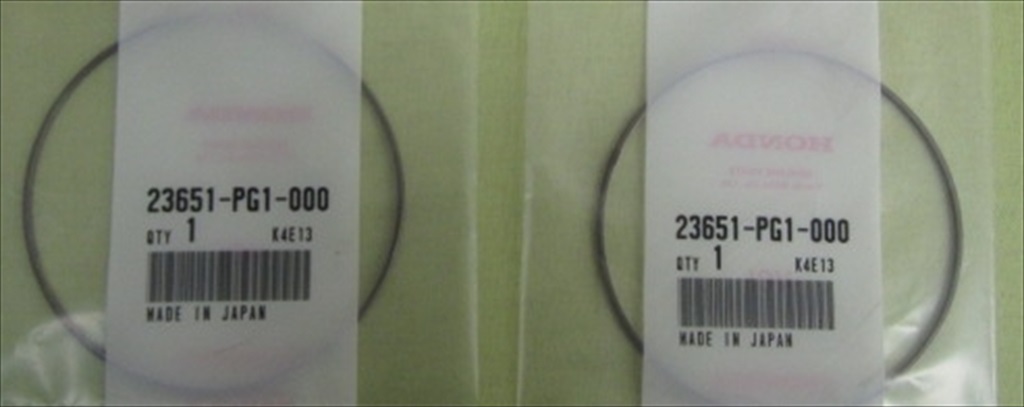 HONDA
23651-PG1-000
QTY 1 K4E13
MADE IN JAPAN
HONDA
23651-PG1-000
QTY 1 K4E13
MADE IN JAPAN